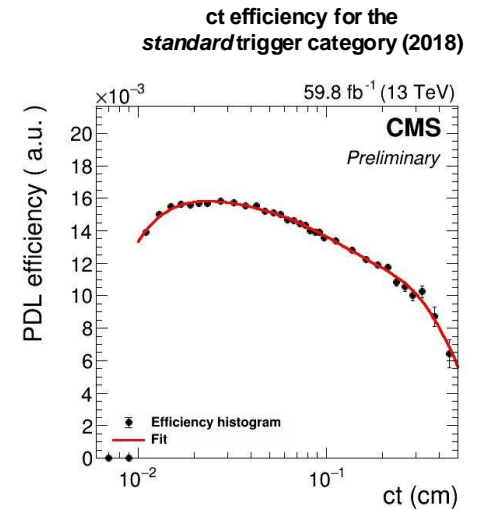 ct efficiency for the
standard trigger category (2018)
×10⁻³
59.8 fb⁻¹ (13 TeV)
CMS
Preliminary
PDL efficiency ( a.u. )
20
18
16
14
12
10
8
6
4
2
0
Efficiency histogram
Fit
10⁻²
10⁻¹
ct (cm)